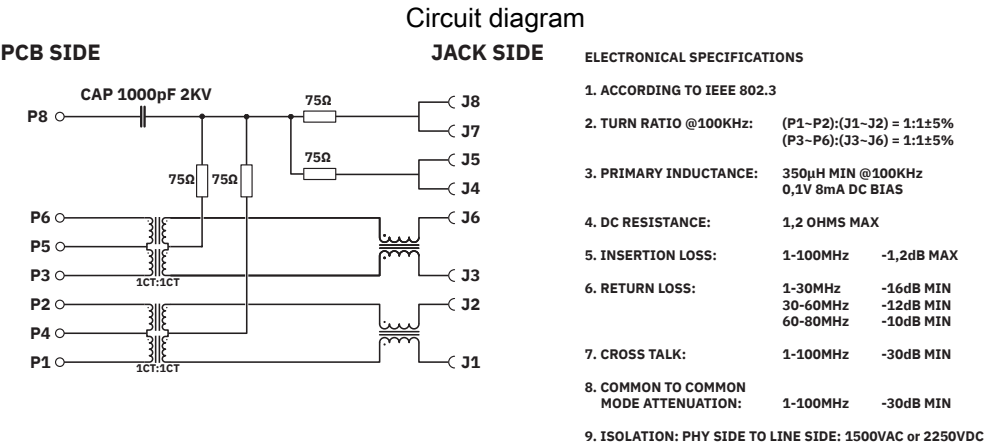 Circuit diagram
PCB SIDE
JACK SIDE
CAP 1000pF 2KV
P8
75Ω
J8
J7
75Ω
J5
J4
75Ω
75Ω
P6
J6
P5
P3
J3
1CT:1CT
P2
J2
P4
P1
J1
1CT:1CT
ELECTRONICAL SPECIFICATIONS
1. ACCORDING TO IEEE 802.3
2. TURN RATIO @100KHz: (P1~P2):(J1~J2) = 1:1±5%
(P3~P6):(J3~J6) = 1:1±5%
3. PRIMARY INDUCTANCE: 350µH MIN @100KHz
0,1V 8mA DC BIAS
4. DC RESISTANCE: 1,2 OHMS MAX
5. INSERTION LOSS: 1-100MHz -1,2dB MAX
6. RETURN LOSS: 1-30MHz -16dB MIN
30-60MHz -12dB MIN
60-80MHz -10dB MIN
7. CROSS TALK: 1-100MHz -30dB MIN
8. COMMON TO COMMON
MODE ATTENUATION: 1-100MHz -30dB MIN
9. ISOLATION: PHY SIDE TO LINE SIDE: 1500VAC or 2250VDC